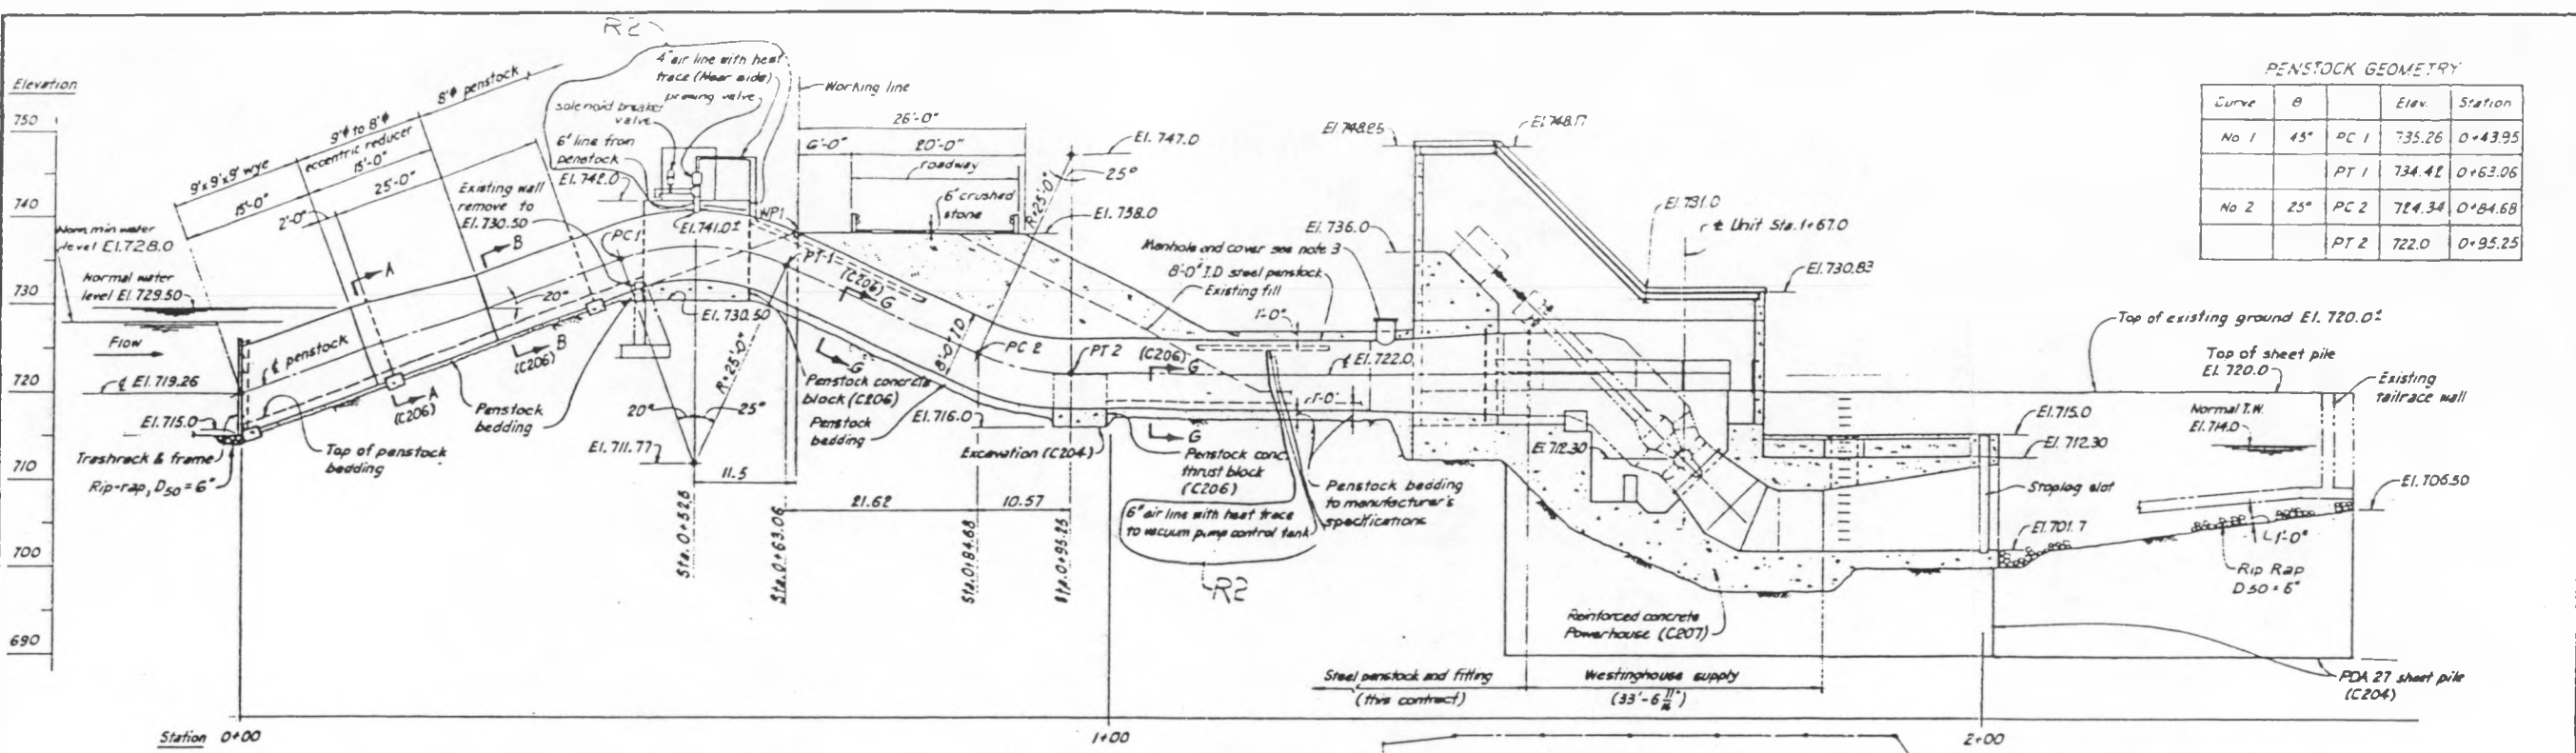 R2
Elevation
750
740
730
720
710
700
690
9'x9'x9' wye
9'ϕ to 8'ϕ
eccentric reducer
8'ϕ penstock
15'-0"
15'-0"
25'-0"
2'-0"
Norm. min water
level El.728.0
Normal water
level El. 729.50
Flow
℄ El.719.26
℄ penstock
El.715.0
Trashrack & frame
Rip-rap, D50 = 6"
Top of penstock
bedding
A
A
(C206)
B
B
(C206)
20°
Penstock
bedding
Existing wall
remove to
El.730.50
PC 1
6" line from
penstock
El.742.0
solenoid breaker
valve
4" air line with heat
trace (Near side)
priming valve
Working line
El.741.0±
WP1
PT 1
El.730.50
26'-0"
6'-0"
20'-0"
roadway
6" crushed
stone
El.747.0
25°
R=25'-0"
El. 738.0
(C206)
G
G
R=25'-0"
20°
25°
El.711.77
11.5
Penstock concrete
block (C206)
Penstock
bedding
8'-0" I.D
PC 2
PT 2
(C206)
El.716.0
Excavation (C204)
21.62
10.57
Sta. 0+52.6
Sta.0+63.06
Sta.0+84.68
Sta.0+95.25
Manhole and cover see note 3
8'-0" I.D steel penstock
Existing fill
1'-0"
℄ El.722.0
G
G
1'-0"
Penstock conc.
thrust block
(C206)
6" air line with heat trace
to vacuum pump control tank
R2
Penstock bedding
to manufacturer's
specifications
El.748.25
El.748.17
El.736.0
El.731.0
℄ Unit Sta. 1+67.0
El.730.83
El.712.30
Reinforced concrete
Powerhouse (C207)
Steel penstock and fitting
(this contract)
Westinghouse supply
(33'-6 11/16")
Top of existing ground El. 720.0±
Top of sheet pile
El. 720.0
Existing
tailrace wall
El.715.0
El.712.30
Normal T.W.
El.714.0
Stoplog slot
El.706.50
El.701.7
1'-0"
Rip Rap
D50 = 6"
PDA 27 sheet pile
(C204)
Station 0+00
1+00
2+00
PENSTOCK GEOMETRY
Curve θ Elev. Station
No 1 45° PC 1 735.26 0+43.95
PT 1 734.42 0+63.06
No 2 25° PC 2 724.34 0+84.68
PT 2 722.0 0+95.25